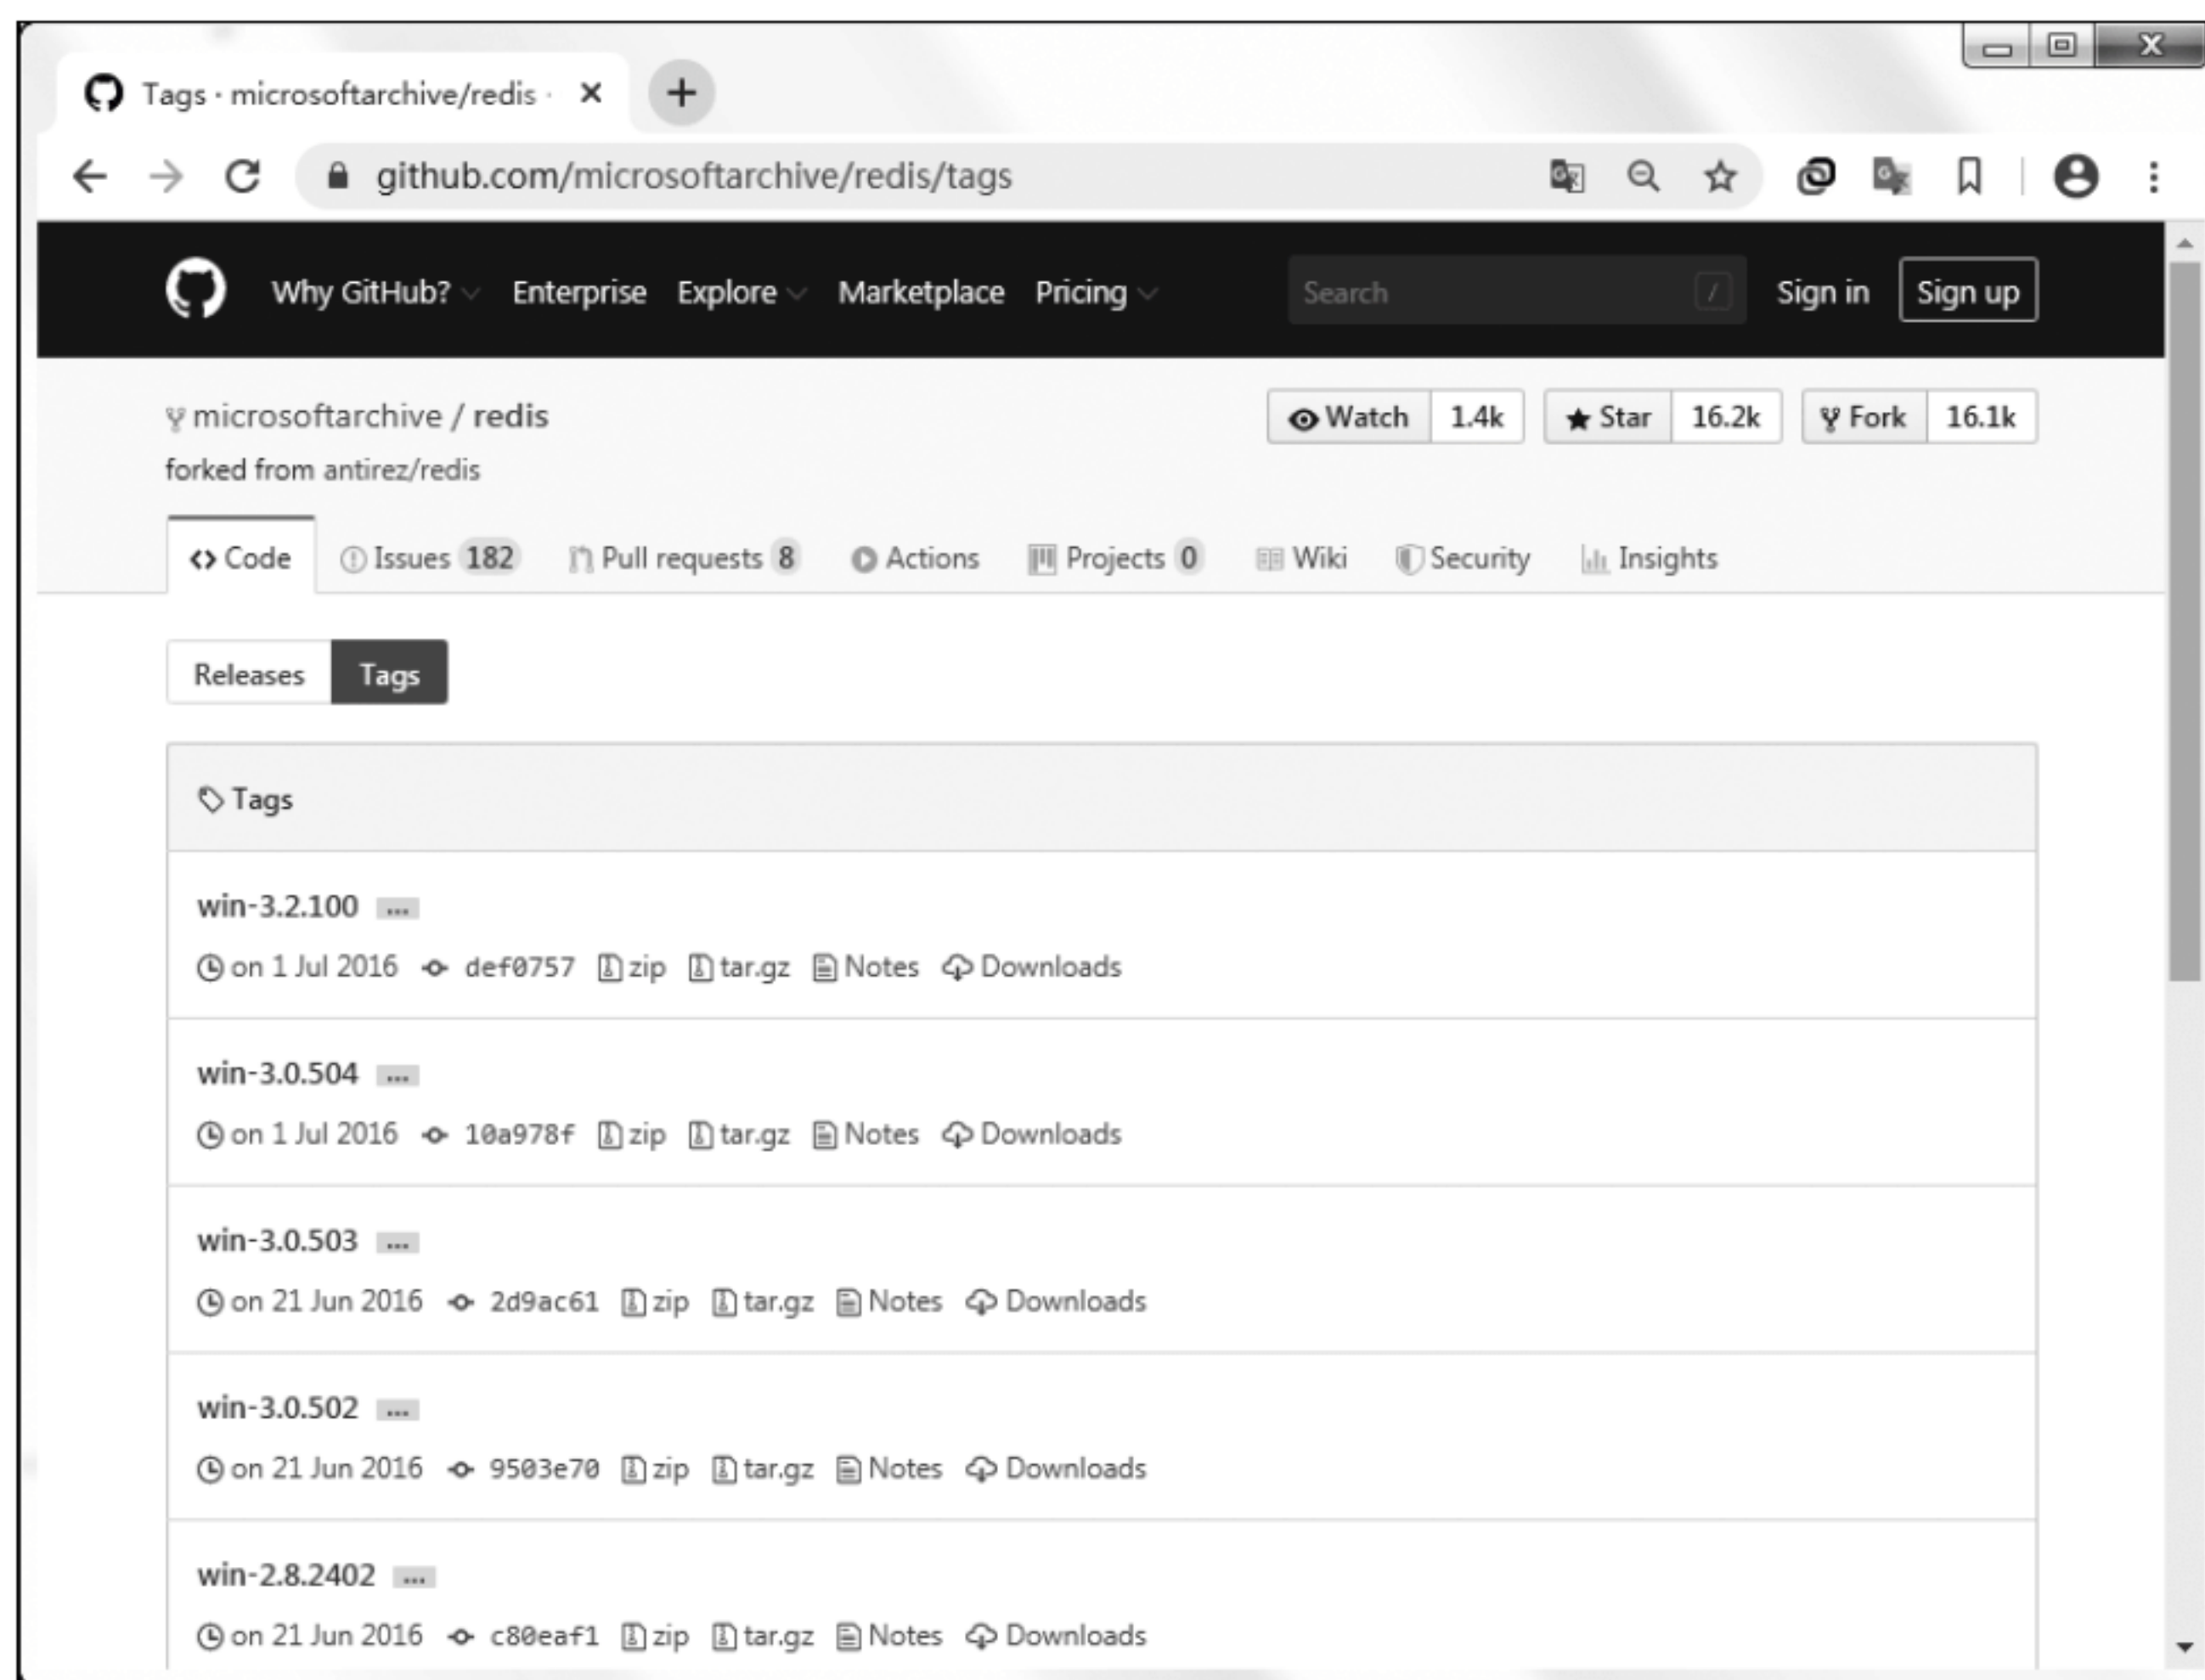 Tags · microsoftarchive/redis ·
github.com/microsoftarchive/redis/tags
Why GitHub? Enterprise Explore Marketplace Pricing Search / Sign in Sign up
microsoftarchive / redis Watch 1.4k Star 16.2k Fork 16.1k
forked from antirez/redis
Code Issues 182 Pull requests 8 Actions Projects 0 Wiki Security Insights
Releases Tags
Tags
win-3.2.100 ...
on 1 Jul 2016 def0757 zip tar.gz Notes Downloads
win-3.0.504 ...
on 1 Jul 2016 10a978f zip tar.gz Notes Downloads
win-3.0.503 ...
on 21 Jun 2016 2d9ac61 zip tar.gz Notes Downloads
win-3.0.502 ...
on 21 Jun 2016 9503e70 zip tar.gz Notes Downloads
win-2.8.2402 ...
on 21 Jun 2016 c80eaf1 zip tar.gz Notes Downloads